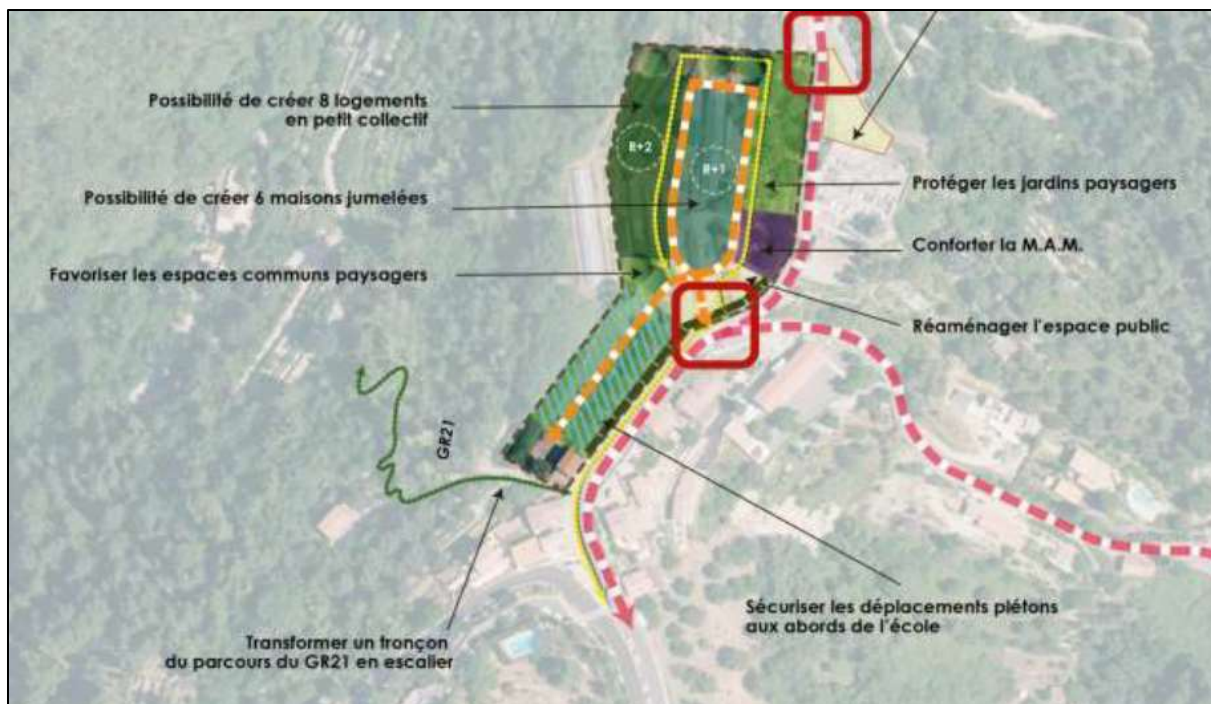 Possibilité de créer 8 logements
en petit collectif
R+2
R+1
Possibilité de créer 6 maisons jumelées
Protéger les jardins paysagers
Conforter la M.A.M.
Favoriser les espaces communs paysagers
Réaménager l'espace public
GR21
Sécuriser les déplacements piétons
aux abords de l'école
Transformer un tronçon
du parcours du GR21 en escalier